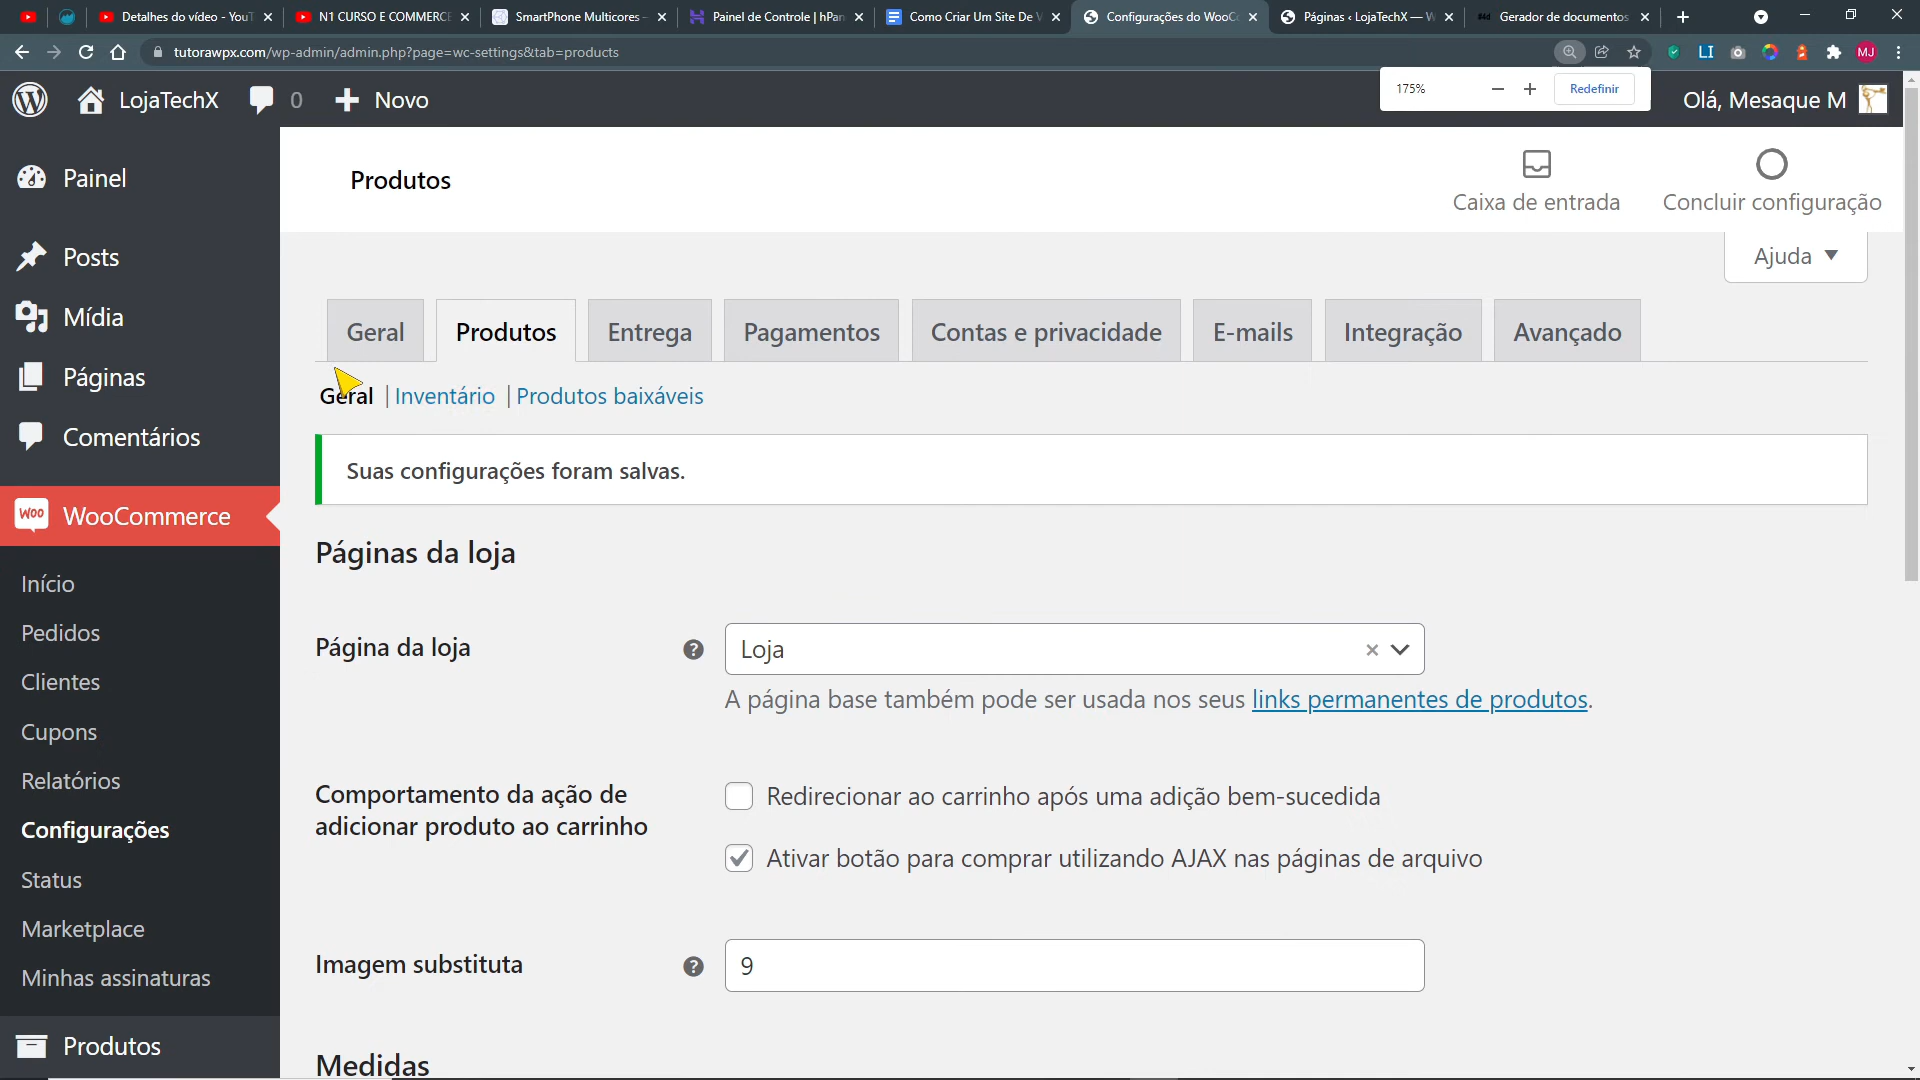 Detalhes do vídeo - YouT
N1 CURSO E COMMERCE
SmartPhone Multicores -
Painel de Controle | hPan
Como Criar Um Site De V
Configurações do WooC
Páginas ‹ LojaTechX — W
Gerador de documentos
tutorawpx.com/wp-admin/admin.php?page=wc-settings&tab=products
LI
MJ
175%
Redefinir
LojaTechX
0
Novo
Olá, Mesaque M
Painel
Posts
Mídia
Páginas
Comentários
WOO
WooCommerce
Início
Pedidos
Clientes
Cupons
Relatórios
Configurações
Status
Marketplace
Minhas assinaturas
Produtos
Produtos
Caixa de entrada
Concluir configuração
Ajuda
Geral
Produtos
Entrega
Pagamentos
Contas e privacidade
E-mails
Integração
Avançado
Geral | Inventário | Produtos baixáveis
Suas configurações foram salvas.
Páginas da loja
Página da loja
Loja
A página base também pode ser usada nos seus links permanentes de produtos.
Comportamento da ação de
adicionar produto ao carrinho
Redirecionar ao carrinho após uma adição bem-sucedida
Ativar botão para comprar utilizando AJAX nas páginas de arquivo
Imagem substituta
9
Medidas